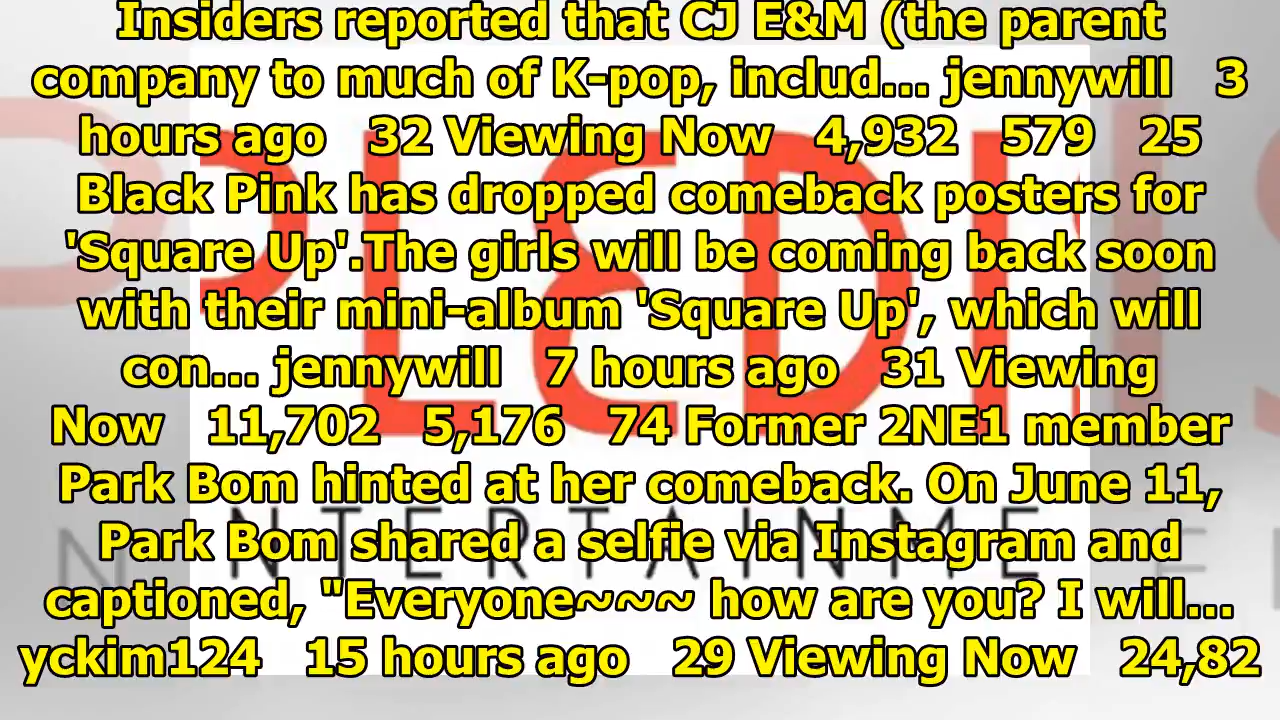 Insiders reported that CJ E&M (the parent
company to much of K-pop, includ... jennywill 3
hours ago 32 Viewing Now 4,932 579 25
Black Pink has dropped comeback posters for
'Square Up'.The girls will be coming back soon
with their mini-album 'Square Up', which will
con... jennywill 7 hours ago 31 Viewing
Now 11,702 5,176 74 Former 2NE1 member
Park Bom hinted at her comeback. On June 11,
Park Bom shared a selfie via Instagram and
captioned, "Everyone~~~ how are you? I will...
yckim124 15 hours ago 29 Viewing Now 24,82
PLEDIS
ENTERTAINME